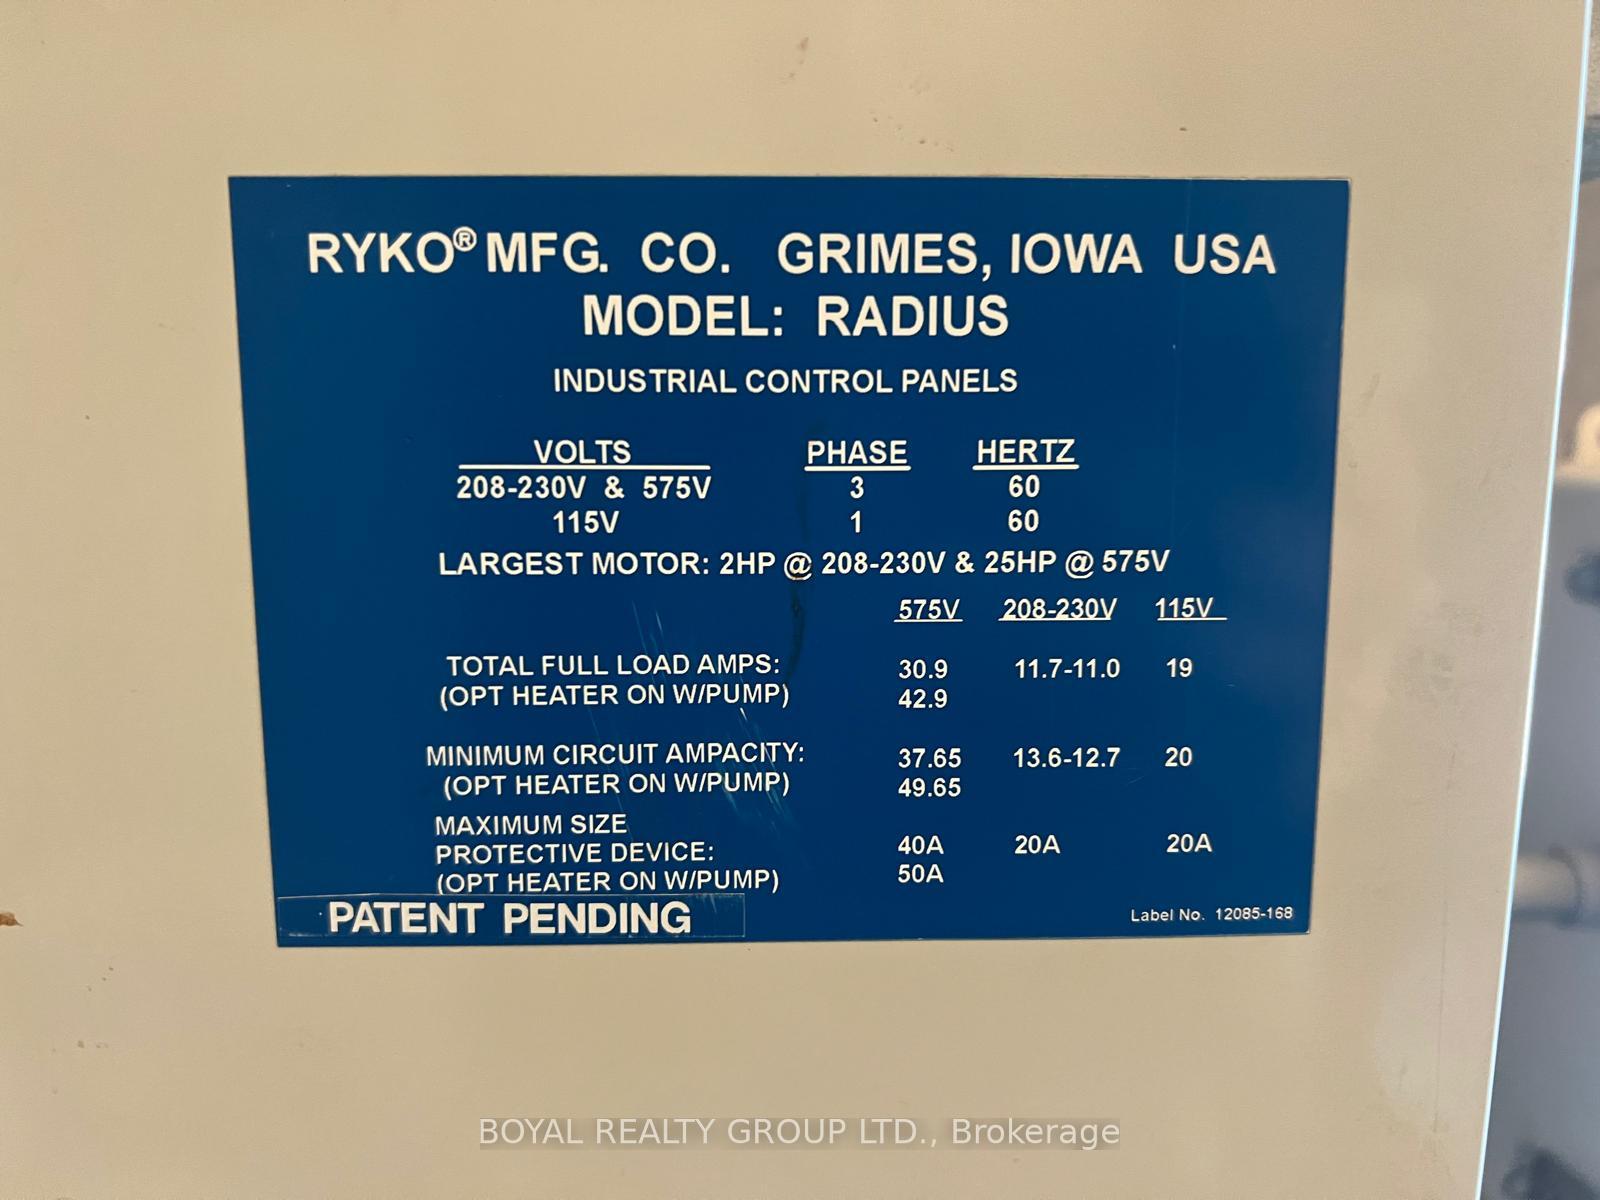 RYKO® MFG. CO. GRIMES, IOWA USA
MODEL: RADIUS
INDUSTRIAL CONTROL PANELS
VOLTS PHASE HERTZ
208-230V & 575V 3 60
115V 1 60
LARGEST MOTOR: 2HP @ 208-230V & 25HP @ 575V
575V 208-230V 115V
TOTAL FULL LOAD AMPS: 30.9 11.7-11.0 19
(OPT HEATER ON W/PUMP) 42.9
MINIMUM CIRCUIT AMPACITY: 37.65 13.6-12.7 20
(OPT HEATER ON W/PUMP) 49.65
MAXIMUM SIZE
PROTECTIVE DEVICE: 40A 20A 20A
(OPT HEATER ON W/PUMP) 50A
PATENT PENDING
Label No. 12085-168
BOYAL REALTY GROUP LTD., Brokerage